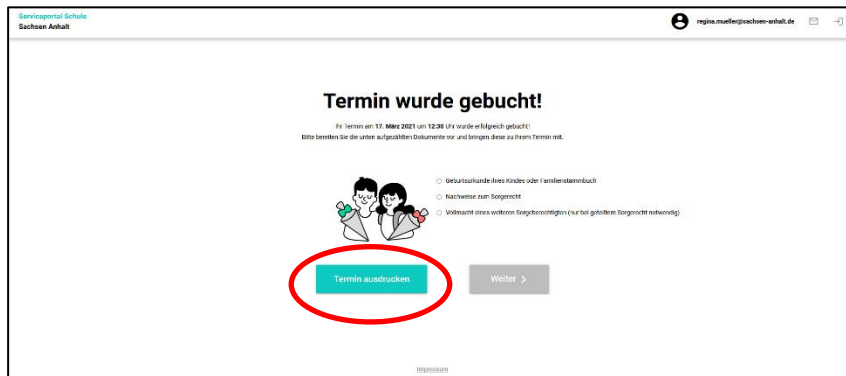 Serviceportal Schule
Sachsen Anhalt
regina.mueller@sachsen-anhalt.de
Termin wurde gebucht!
Ihr Termin am 17. März 2021 um 12:30 Uhr wurde erfolgreich gebucht!
Bitte bereiten Sie die unten aufgezählten Dokumente vor und bringen diese zu Ihrem Termin mit.
Geburtsurkunde ihres Kindes oder Familienstammbuch
Nachweise zum Sorgerecht
Vollmacht eines weiteren Sorgeberechtigten (nur bei geteiltem Sorgerecht notwendig)
Termin ausdrucken
Weiter >
Impressum